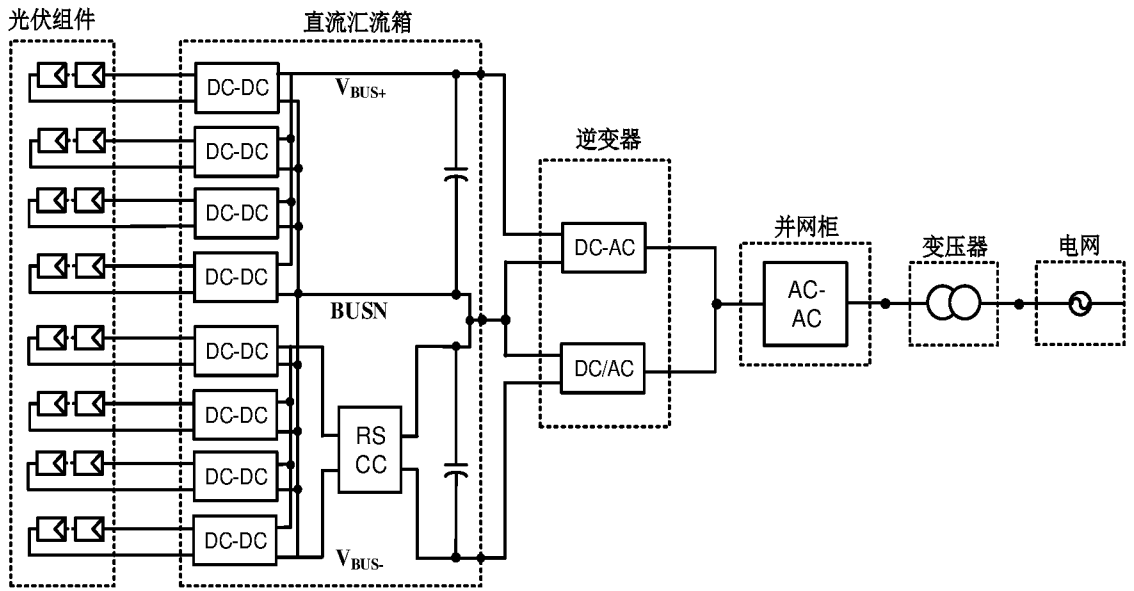 光伏组件
直流汇流箱
DC-DC
V_BUS+
DC-DC
DC-DC
DC-DC
BUSN
DC-DC
DC-DC
DC-DC
DC-DC
RS
CC
V_BUS-
逆变器
DC-AC
DC/AC
并网柜
AC-
AC
变压器
电网